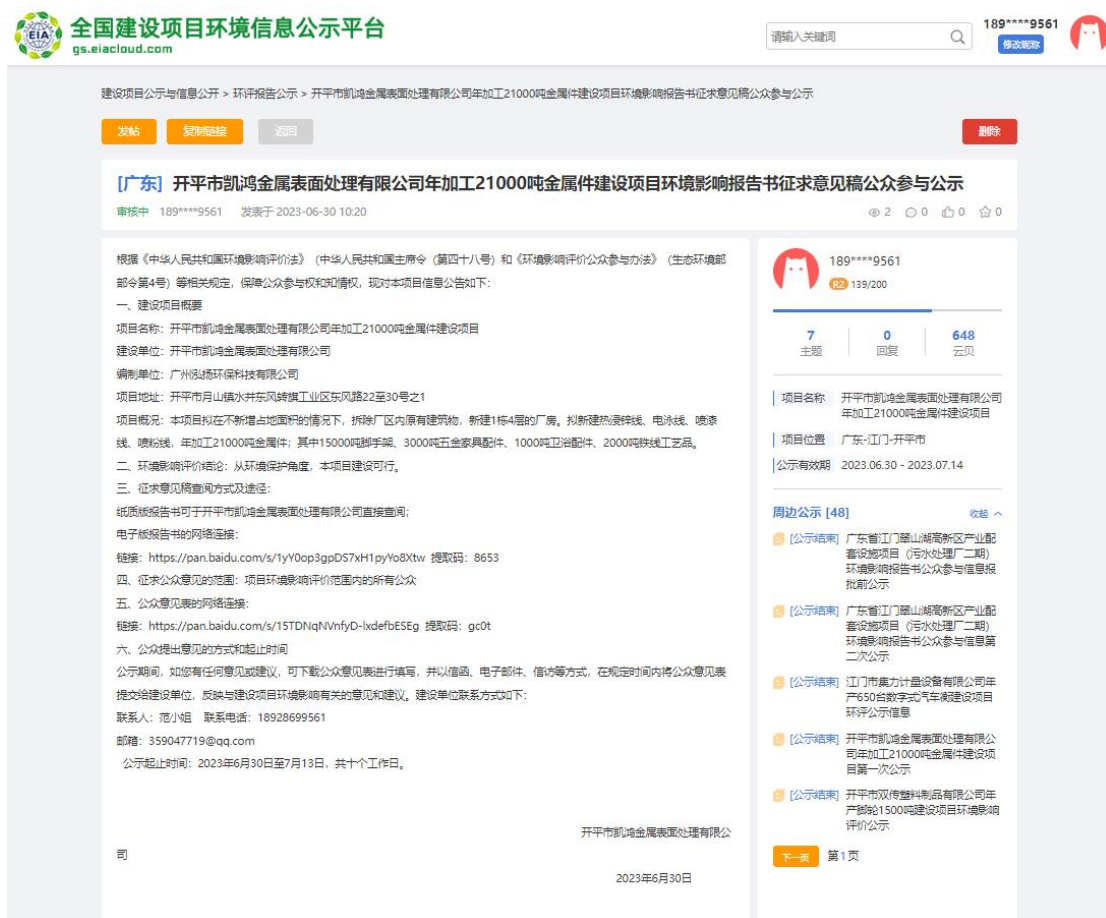 全国建设项目环境信息公示平台
gs.eiacloud.com
请输入关键词
189****9561
修改昵称
建设项目公示与信息公开 > 环评报告公示 > 开平市凯鸿金属表面处理有限公司年加工21000吨金属件建设项目环境影响报告书征求意见稿公众参与公示
发帖
复制链接
返回
删除
[广东] 开平市凯鸿金属表面处理有限公司年加工21000吨金属件建设项目环境影响报告书征求意见稿公众参与公示
审核中 189****9561 发表于 2023-06-30 10:20
2 0 0 0
根据《中华人民共和国环境影响评价法》（中华人民共和国主席令（第四十八号）和《环境影响评价公众参与办法》（生态环境部
部令第4号）等相关规定，保障公众参与权和知情权，现对本项目信息公告如下：
一、建设项目概要
项目名称：开平市凯鸿金属表面处理有限公司年加工21000吨金属件建设项目
建设单位：开平市凯鸿金属表面处理有限公司
编制单位：广州泓扬环保科技有限公司
项目地址：开平市月山镇水井东风砖旗工业区东风路22至30号之1
项目概况：本项目拟在不新增占地面积的情况下，拆除厂区内原有建筑物，新建1栋4层的厂房。拟新建热浸锌线、电泳线、喷漆
线、喷粉线，年加工21000吨金属件；其中15000吨脚手架、3000吨五金家具配件、1000吨卫浴配件、2000吨铁线工艺品。
二、环境影响评价结论：从环境保护角度，本项目建设可行。
三、征求意见稿查阅方式及途径：
纸质版报告书可于开平市凯鸿金属表面处理有限公司直接查阅；
电子版报告书的网络连接：
链接：https://pan.baidu.com/s/1yY0op3gpDS7xH1pyYo8Xtw 提取码：8653
四、征求公众意见的范围：项目环境影响评价范围内的所有公众
五、公众意见表的网络连接：
链接：https://pan.baidu.com/s/15TDNqNVnfyD-lxdefbESEg 提取码：gc0t
六、公众提出意见的方式和起止时间
公示期间，如您有任何意见或建议，可下载公众意见表进行填写，并以信函、电子邮件、信访等方式，在规定时间内将公众意见表
提交给建设单位，反映与建设项目环境影响有关的意见和建议。建设单位联系方式如下：
联系人：范小姐 联系电话：18928699561
邮箱：359047719@qq.com
公示起止时间：2023年6月30日至7月13日，共十个工作日。
开平市凯鸿金属表面处理有限公
司
2023年6月30日
189****9561
R2 139/200
7 0 648
主题 回复 云贝
项目名称 开平市凯鸿金属表面处理有限公司
年加工21000吨金属件建设项目
项目位置 广东-江门-开平市
公示有效期 2023.06.30 - 2023.07.14
周边公示 [48] 收起
[公示结束] 广东省江门翠山湖高新区产业配
套设施项目（污水处理厂二期）
环境影响报告书公众参与信息报
批前公示
[公示结束] 广东省江门翠山湖高新区产业配
套设施项目（污水处理厂二期）
环境影响报告书公众参与信息第
二次公示
[公示结束] 江门市集力计量设备有限公司年
产650台数字式汽车衡建设项目
环评公示信息
[公示结束] 开平市凯鸿金属表面处理有限公
司年加工21000吨金属件建设项
目第一次公示
[公示结束] 开平市双传塑料制品有限公司年
产脚轮1500吨建设项目环境影响
评价公示
下一页 第1页